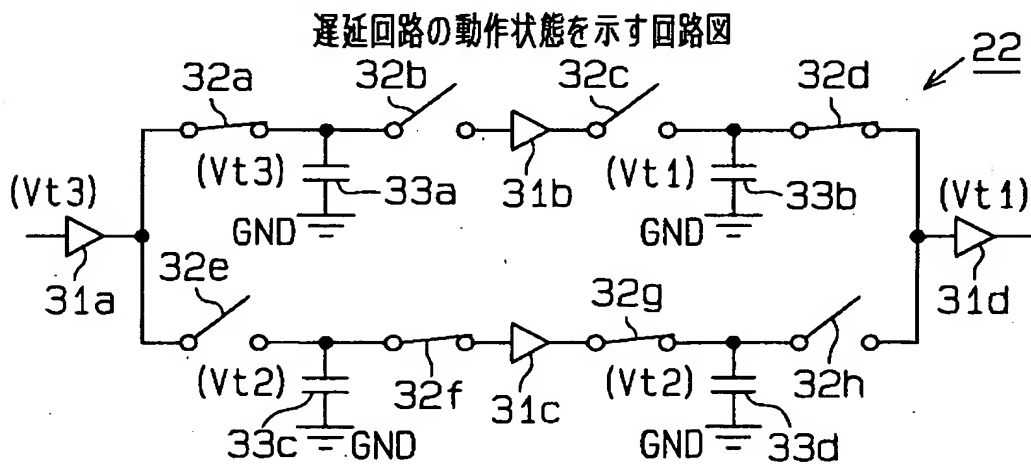 遅延回路の動作状態を示す回路図
22
32a
32b
32c
32d
(Vt3)
33a
31b
(Vt1)
33b
GND
GND
(Vt3)
31a
(Vt1)
31d
32e
32g
(Vt2)
33c
32f
31c
(Vt2)
33d
32h
GND
GND